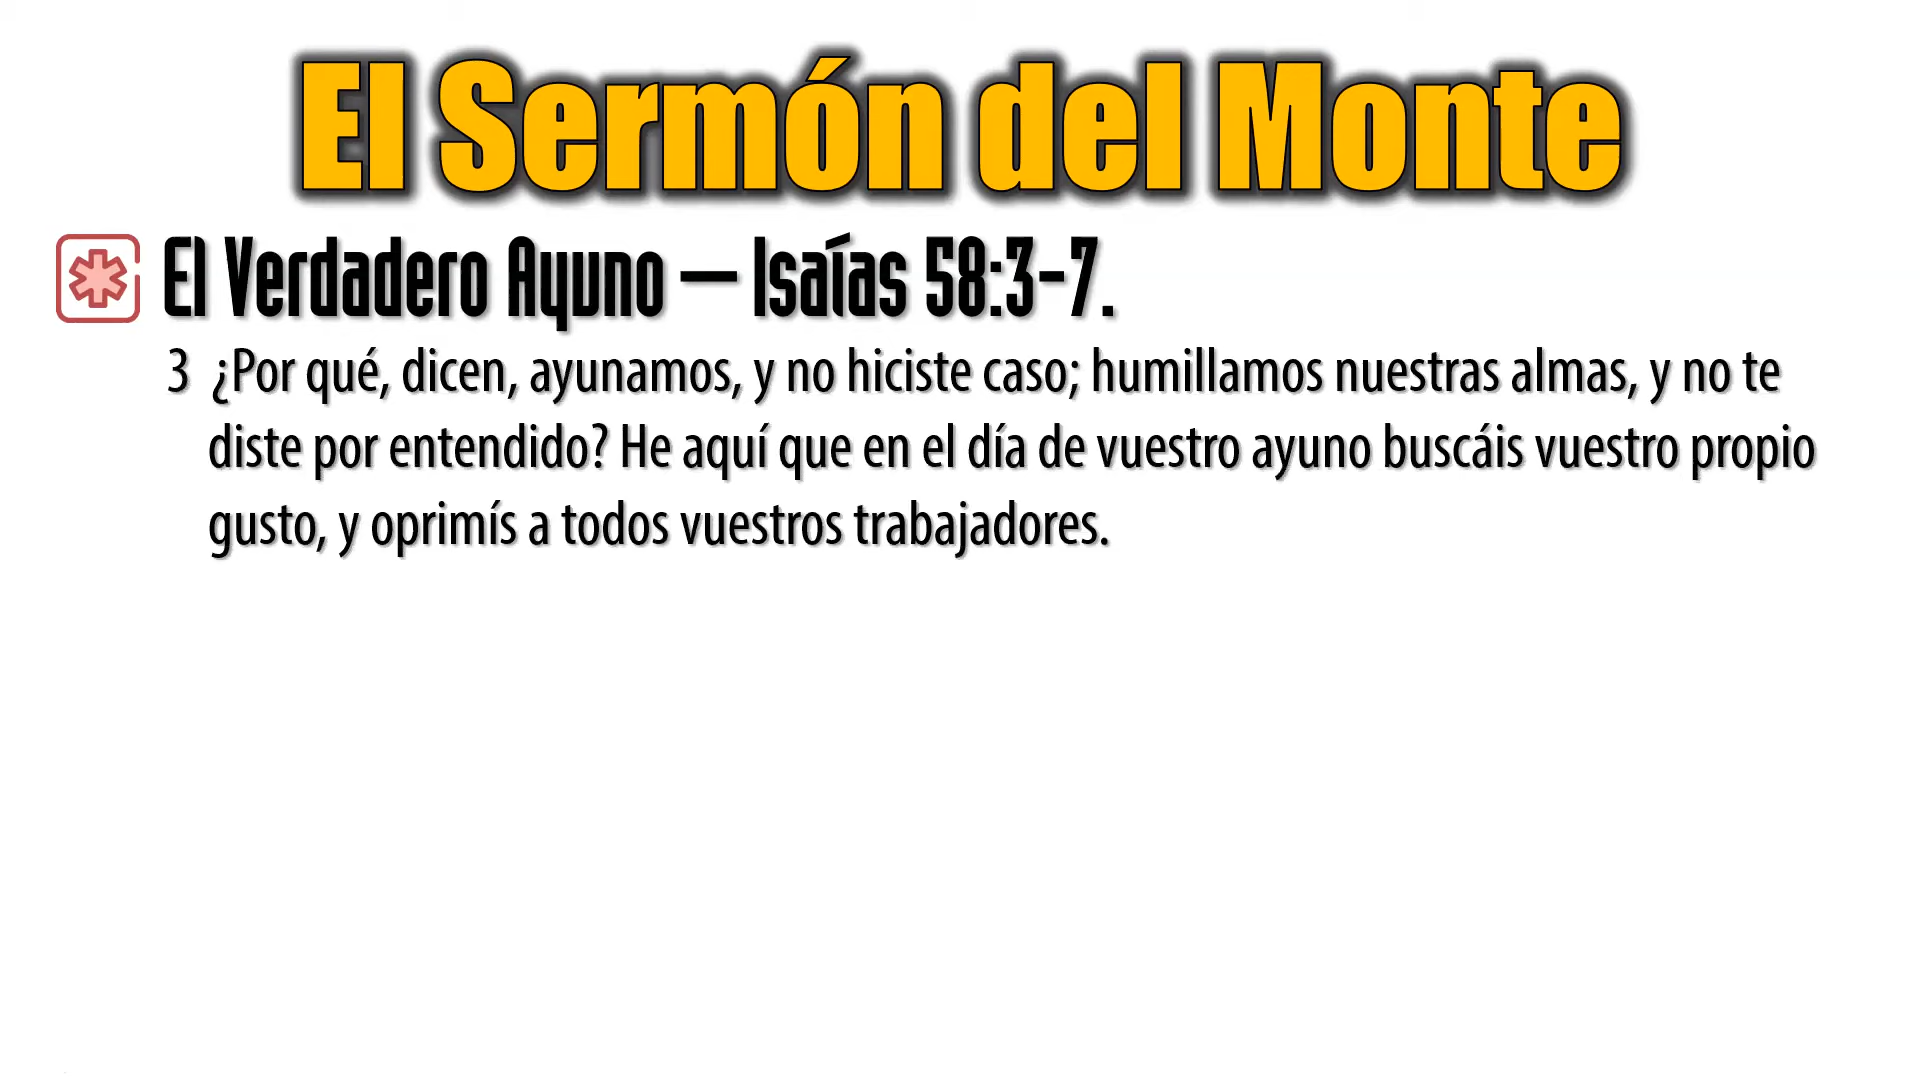 El Sermón del Monte
El Verdadero Ayuno – Isaías 58:3-7.
3 ¿Por qué, dicen, ayunamos, y no hiciste caso; humillamos nuestras almas, y no te
diste por entendido? He aquí que en el día de vuestro ayuno buscáis vuestro propio
gusto, y oprimís a todos vuestros trabajadores.